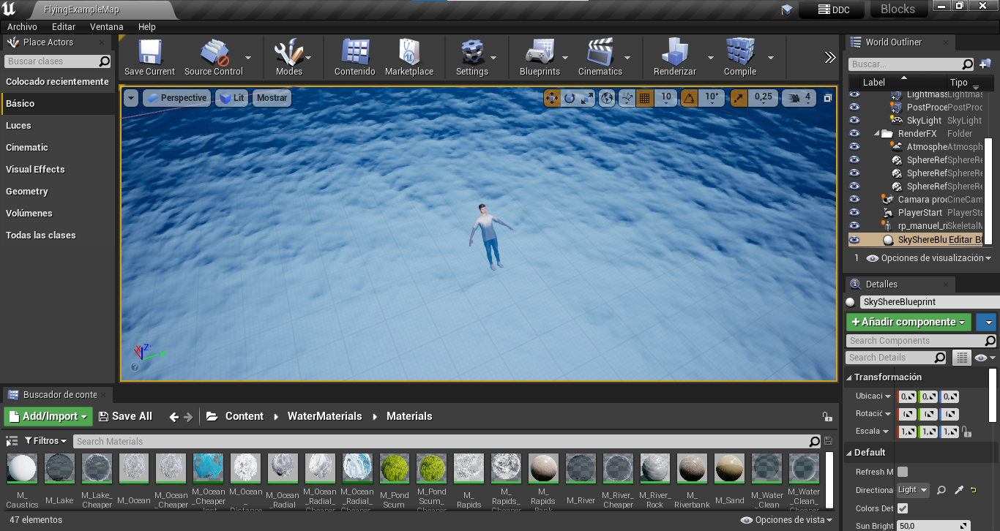 FlyingExampleMap
DDC
Blocks
Archivo Editar Ventana Help
Place Actors
Buscar clases
Colocado recientemente
Básico
Luces
Cinematic
Visual Effects
Geometry
Volúmenes
Todas las clases
Save Current Source Control Modes Contenido Marketplace Settings Blueprints Cinematics Renderizar Compile
Perspective Lit Mostrar
10 10° 0,25 4
X Z Y
World Outliner
Buscar...
Label Tipo
Lightmass Lightmas
PostProce PostProc
SkyLight SkyLight
RenderFX Folder
Atmosphe Atmosph
SphereRef SphereRe
SphereRef SphereRe
SphereRef SphereRe
Camara pro CineCam
PlayerStart PlayerSta
rp_manuel_ri SkeletalM
SkyShereBlu Editar Bl
1 Opciones de visualización
Detalles
SkyShereBlueprint
+Añadir componente
Search Components
Search Details
Transformación
Ubicaci 0, 0, 0,
Rotació
Escala 1, 1, 1,
Default
Refresh M
Directiona Light
Colors Det
Sun Bright 50,0
Buscador de conte
Add/Import Save All Content WaterMaterials Materials
Filtros Search Materials
M_Caustics
M_Lake
M_Lake_Cheaper
M_Ocean
M_Ocean_Cheaper
M_Ocean_Cheaper_Inst
M_Ocean_Distance
M_Ocean_Radial
M_Ocean_Radial_Cheaper
M_Ocean_Radial_Cheaper_
M_Pond Scum
M_Pond Scum_Cheaper
M_Rapids
M_Rapids_Cheaper
M_Rapids Bank
M_River
M_River_Cheaper
M_River_Rock
M_Riverbank
M_Sand
M_Water_Clean
M_Water_Clean_Cheaper
47 elementos
Opciones de vista